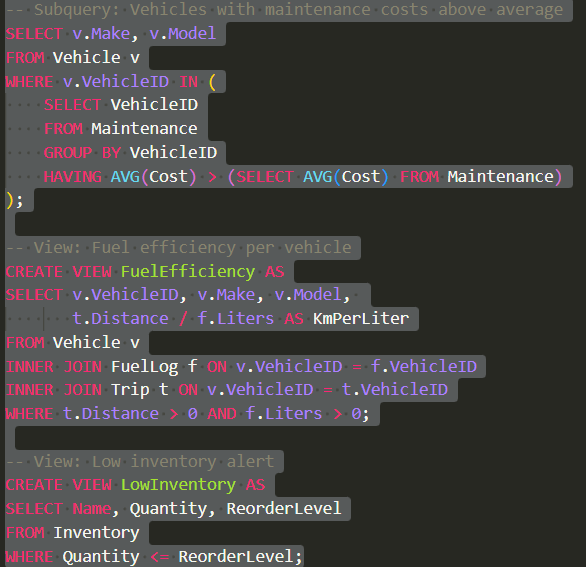 -- Subquery: Vehicles with maintenance costs above average
SELECT v.Make, v.Model
FROM Vehicle v
WHERE v.VehicleID IN (
    SELECT VehicleID
    FROM Maintenance
    GROUP BY VehicleID
    HAVING AVG(Cost) > (SELECT AVG(Cost) FROM Maintenance)
);

-- View: Fuel efficiency per vehicle
CREATE VIEW FuelEfficiency AS
SELECT v.VehicleID, v.Make, v.Model,
       t.Distance / f.Liters AS KmPerLiter
FROM Vehicle v
INNER JOIN FuelLog f ON v.VehicleID = f.VehicleID
INNER JOIN Trip t ON v.VehicleID = t.VehicleID
WHERE t.Distance > 0 AND f.Liters > 0;

-- View: Low inventory alert
CREATE VIEW LowInventory AS
SELECT Name, Quantity, ReorderLevel
FROM Inventory
WHERE Quantity <= ReorderLevel;